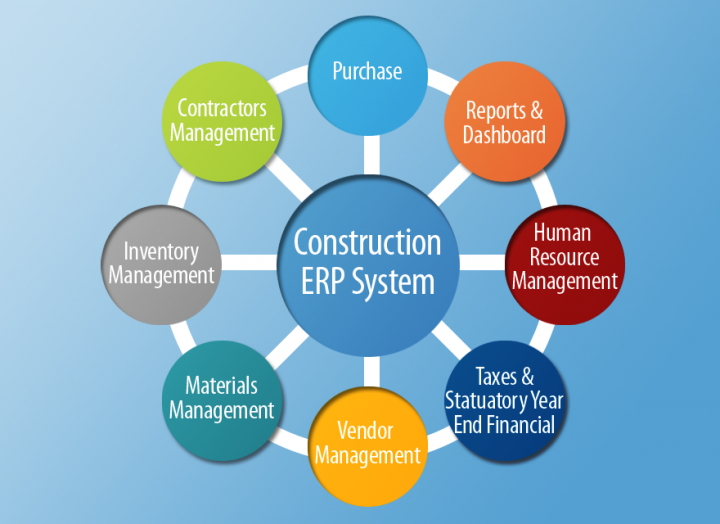 Purchase
Reports &
Dashboard
Human
Resource
Management
Taxes &
Statuatory Year
End Financial
Vendor
Management
Materials
Management
Inventory
Management
Contractors
Management
Construction
ERP System